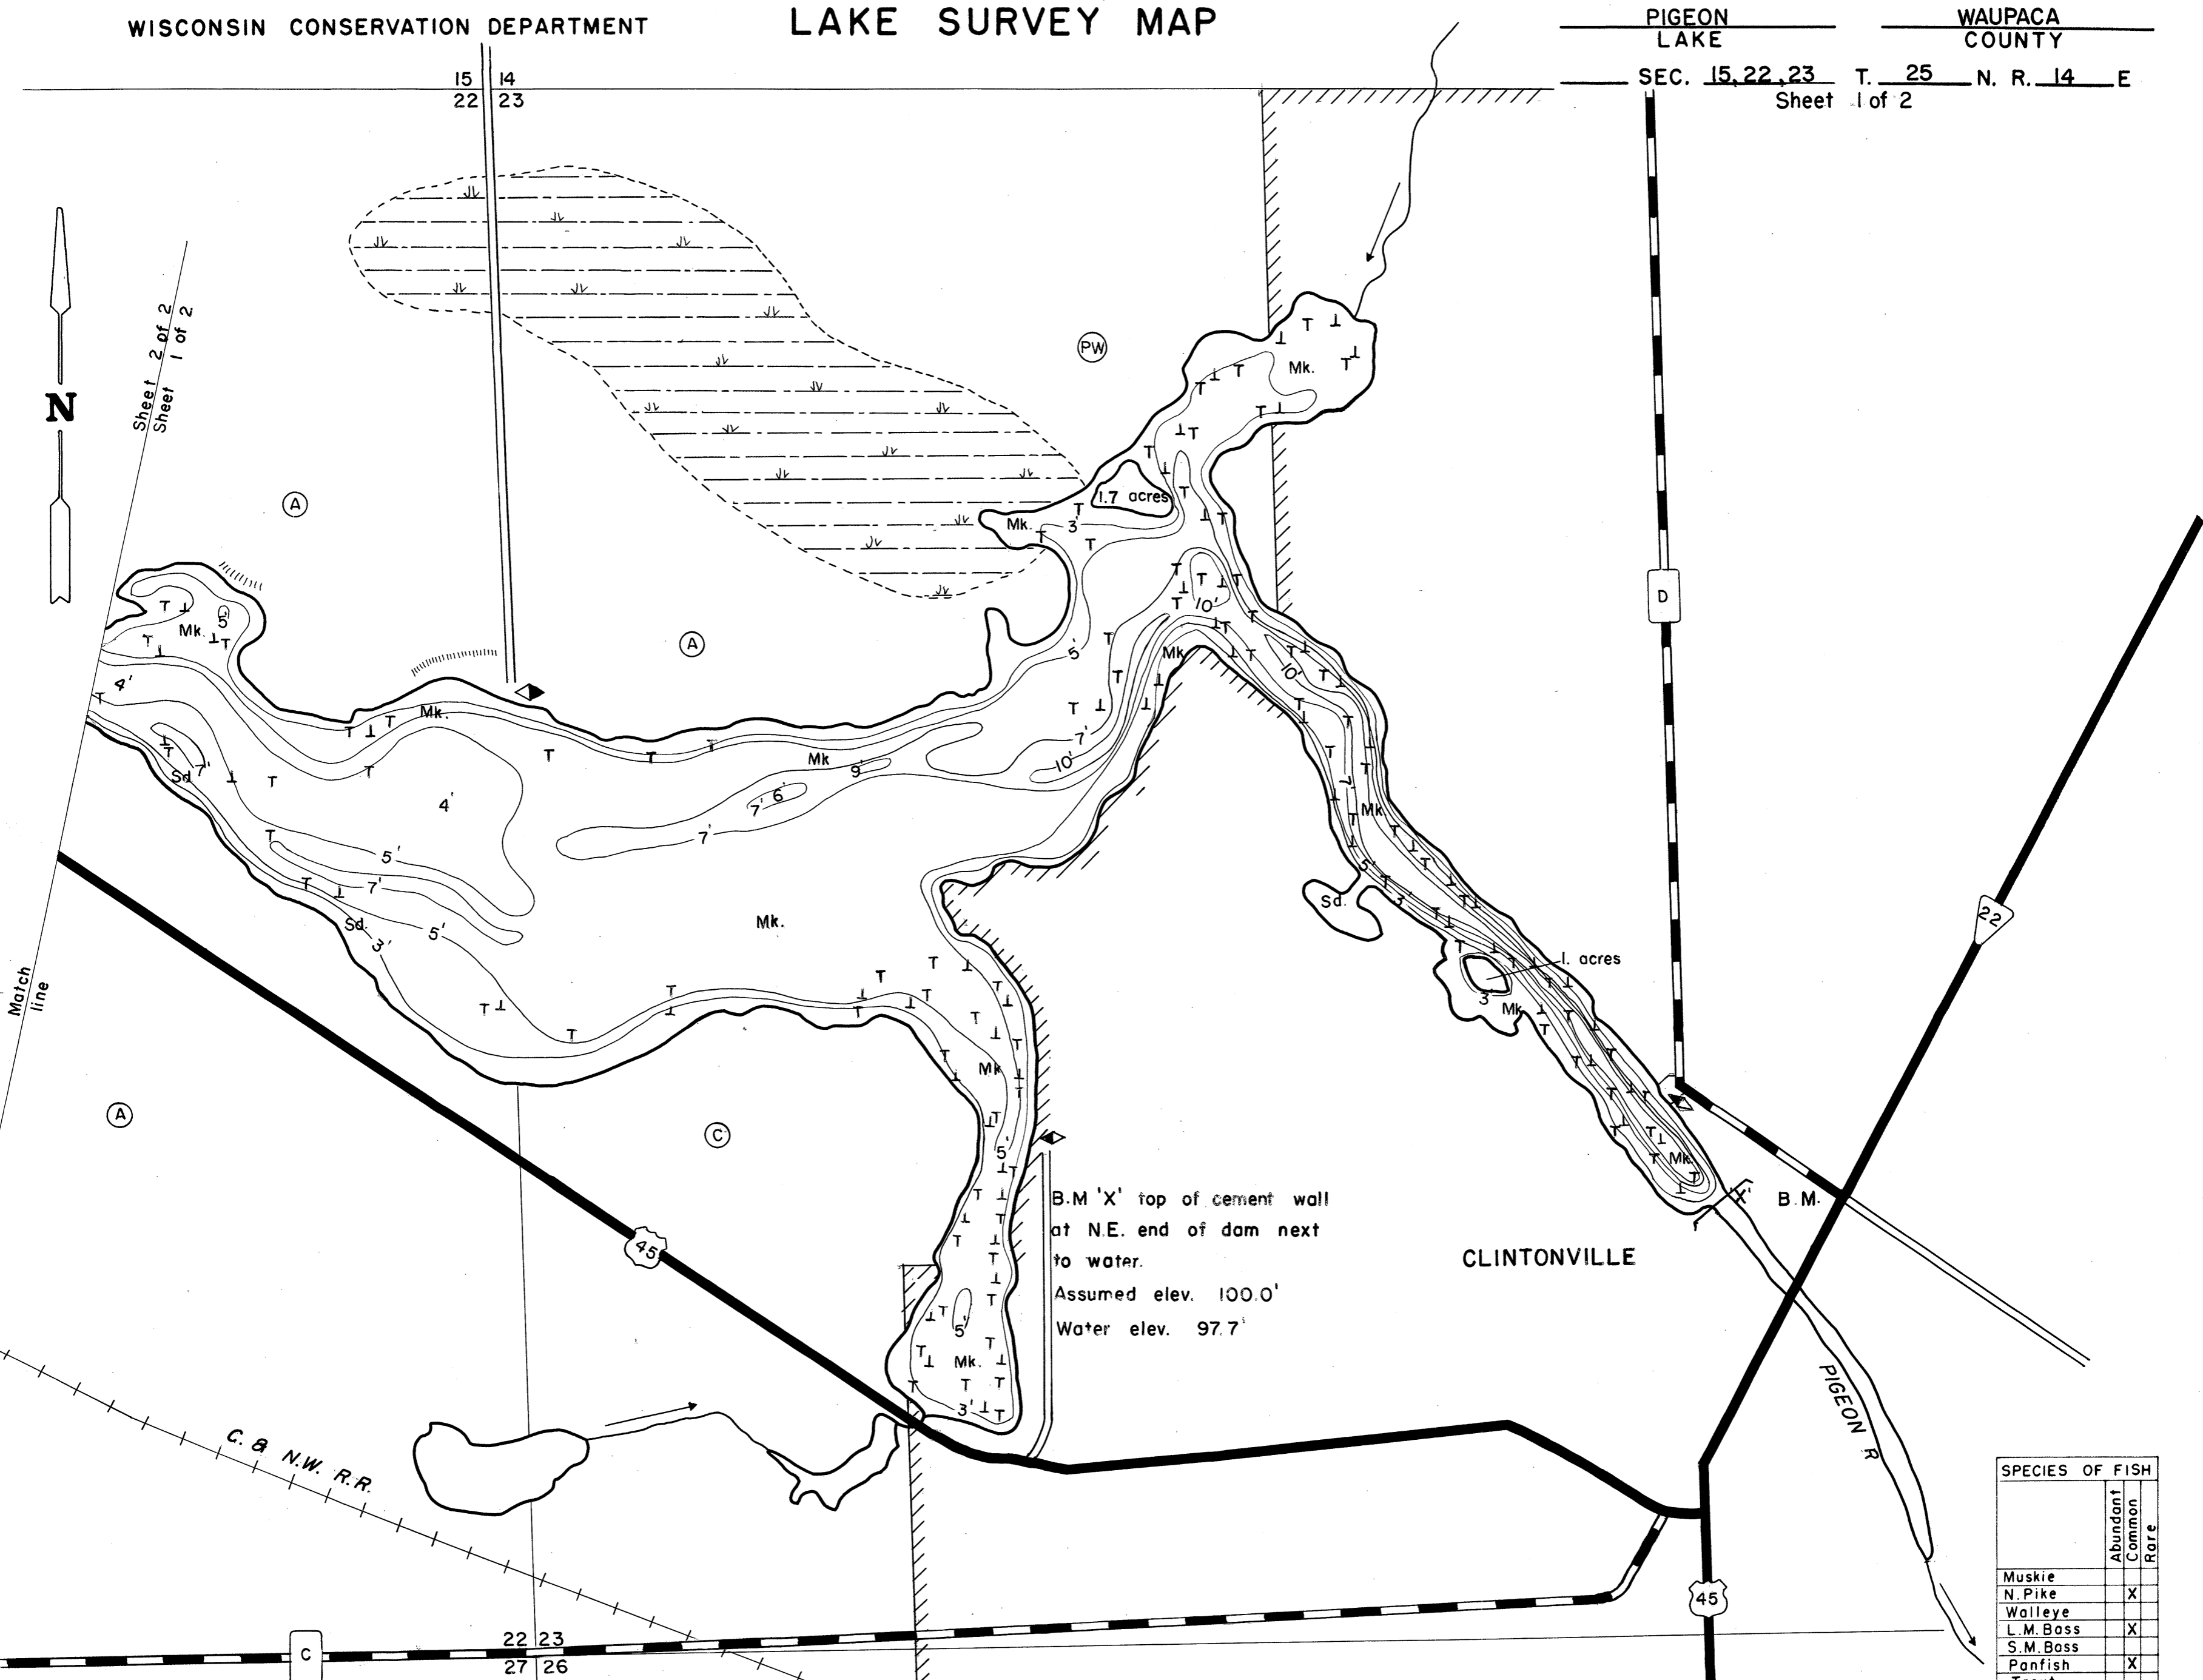 WISCONSIN CONSERVATION DEPARTMENT
LAKE SURVEY MAP
PIGEON
LAKE
WAUPACA
COUNTY
SEC. 15,22,23 T. 25 N. R. 14 E
Sheet 1 of 2
15 14
22 23
N
Sheet 2 of 2
Sheet 1 of 2
PW
1.7 acres
A
Mk.
3'
Mk.
D
5'
Mk.
A
10'
5'
Mk
10'
4'
Mk.
7'
10'
Mk
9'
7'
Sd.
7'
6'
7'
4'
7'
Mk
5'
7'
5'
Sd.
3'
Sd.
3'
5'
Mk.
22
1. acres
3'
Mk
Match
line
Mk
A
C
5'
Mk
B.M 'X' top of cement wall
at N.E. end of dam next
to water.
Assumed elev. 100.0'
Water elev. 97.7'
'X' B.M.
45
CLINTONVILLE
5'
Mk.
3'
PIGEON R
C. & N.W. R.R.
SPECIES OF FISH
Abundant
Common
Rare
Muskie
N. Pike X
Walleye
L.M. Bass X
S.M. Bass
Panfish X
45
22 23
27 26
C